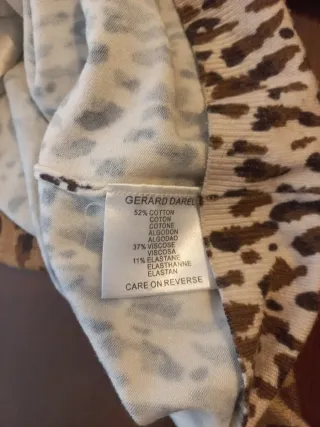 GERARD DAREL
52% COTTON
COTON
COTONE
ALGODON
ALGODAO
37% VISCOSE
VISCOSA
11% ELASTANE
ELASTHANNE
ELASTAN
CARE ON REVERSE